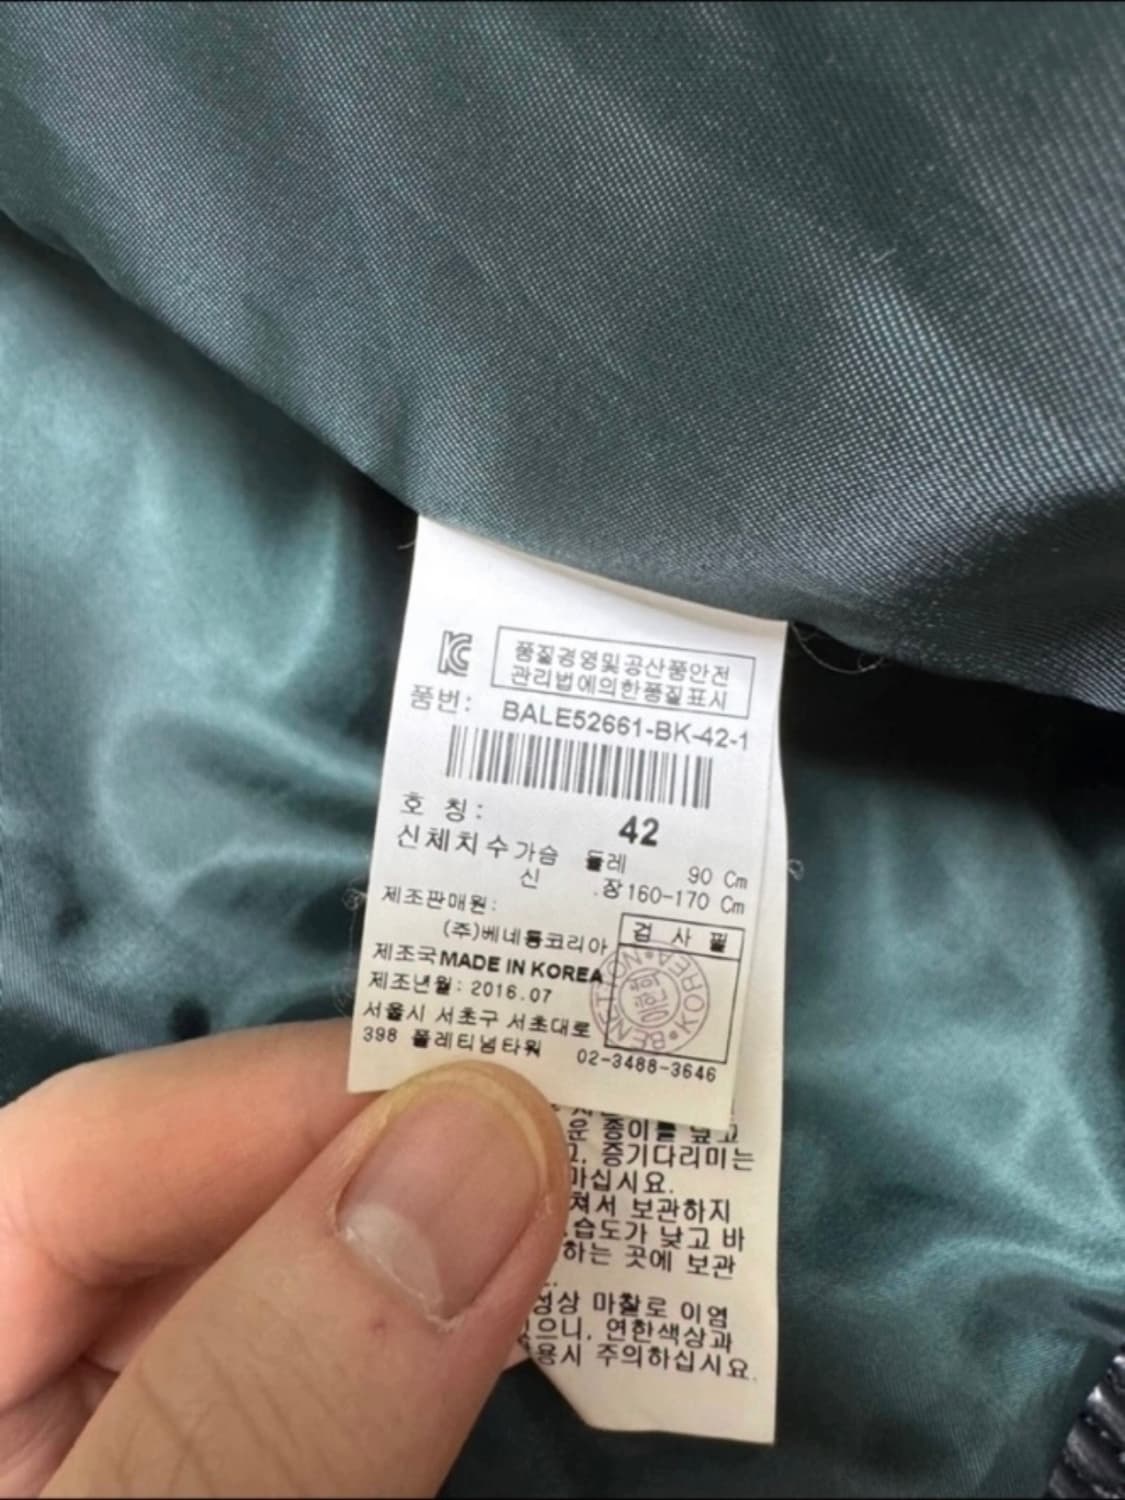 KC
품질경영및공산품안전
관리법에의한품질표시
품번: BALE52661-BK-42-1
호 칭: 42
신체치수 가슴 둘레 90 Cm
신 장 160-170 Cm
제조판매원:
(주)베네통코리아
검 사 필
제조국 MADE IN KOREA
제조년월: 2016.07
서울시 서초구 서초대로
398 플레티넘타워 02-3488-3646
BENETTON KOREA
운 종이를 덮고
고, 증기다리미는
마십시요.
쳐서 보관하지
습도가 낮고 바
하는 곳에 보관
성상 마찰로 이염
으니, 연한색상과
용시 주의하십시요.